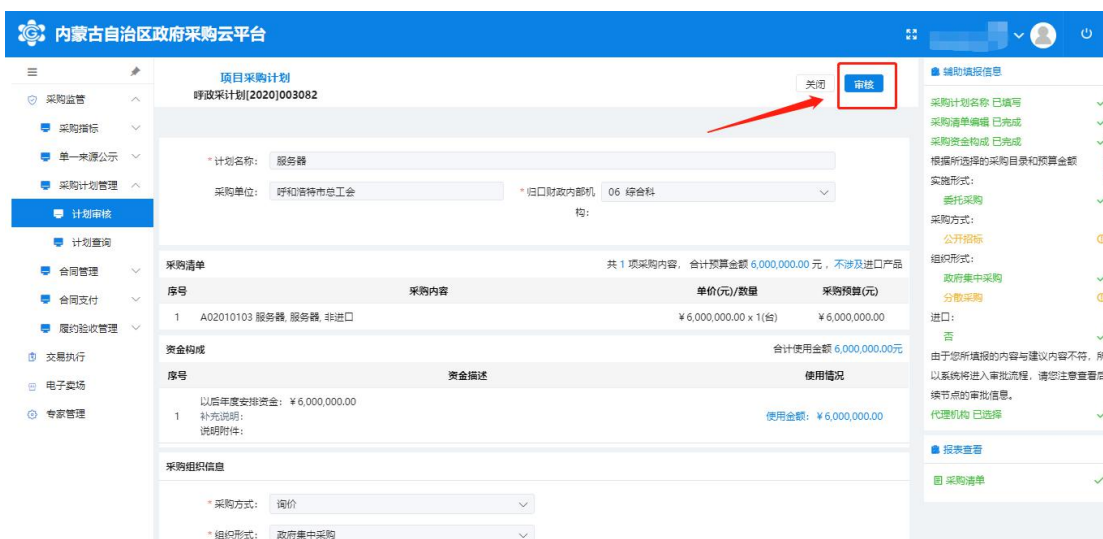 内蒙古自治区政府采购云平台
采购监管
采购指标
单一来源公示
采购计划管理
计划审核
计划查询
合同管理
合同支付
履约验收管理
交易执行
电子卖场
专家管理
项目采购计划
呼政采计划[2020]003082
关闭
审核
*计划名称: 服务器
采购单位: 呼和浩特市总工会
*归口财政内部机构: 06 综合科
采购清单
共 1 项采购内容, 合计预算金额 6,000,000.00 元 , 不涉及进口产品
序号 采购内容 单价(元)/数量 采购预算(元)
1 A02010103 服务器, 服务器, 非进口 ¥6,000,000.00 x 1(台) ¥6,000,000.00
资金构成
合计使用金额 6,000,000.00元
序号 资金描述 使用情况
1 以后年度安排资金: ¥6,000,000.00
补充说明:
说明附件:
使用金额: ¥6,000,000.00
采购组织信息
*采购方式: 询价
*组织形式: 政府集中采购
辅助填报信息
采购计划名称 已填写
采购清单编辑 已完成
采购资金构成 已完成
根据所选择的采购目录和预算金额
实施形式:
委托采购
采购方式:
公开招标
组织形式:
政府集中采购
分散采购
进口:
否
由于您所填报的内容与建议内容不符, 所
以系统将进入审批流程, 请您注意查看后
续节点的审批信息。
代理机构 已选择
报表查看
采购清单